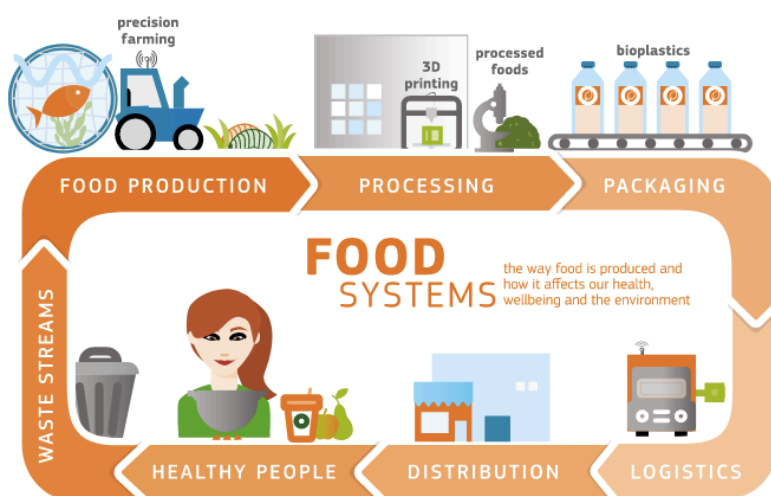 precision
farming
3D
printing
processed
foods
bioplastics
FOOD PRODUCTION
PROCESSING
PACKAGING
FOOD
SYSTEMS
the way food is produced and
how it affects our health,
wellbeing and the environment
WASTE STREAMS
HEALTHY PEOPLE
DISTRIBUTION
LOGISTICS